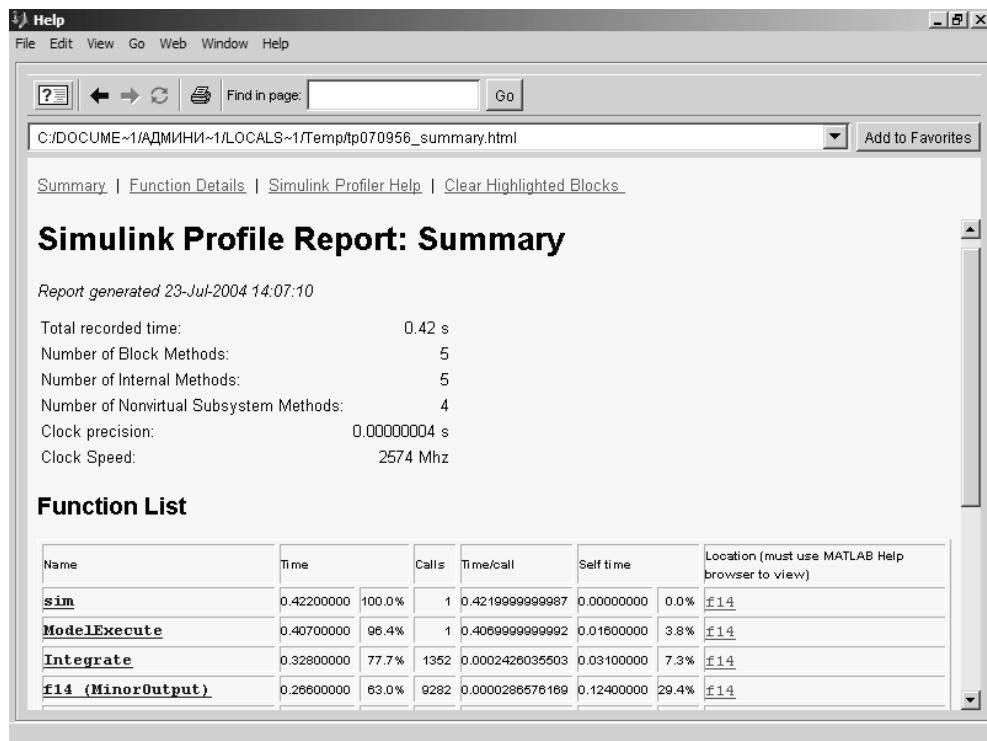 Help
File Edit View Go Web Window Help
Find in page: Go
C:/DOCUME~1/АДМИНИ~1/LOCALS~1/Temp/tp070956_summary.html Add to Favorites
Summary | Function Details | Simulink Profiler Help | Clear Highlighted Blocks
Simulink Profile Report: Summary
Report generated 23-Jul-2004 14:07:10
Total recorded time: 0.42 s
Number of Block Methods: 5
Number of Internal Methods: 5
Number of Nonvirtual Subsystem Methods: 4
Clock precision: 0.00000004 s
Clock Speed: 2574 Mhz
Function List
Name Time Calls Time/call Self time Location (must use MATLAB Help browser to view)
sim 0.42200000 100.0% 1 0.4219999999987 0.00000000 0.0% f14
ModelExecute 0.40700000 96.4% 1 0.4069999999992 0.01600000 3.8% f14
Integrate 0.32800000 77.7% 1352 0.0002426035503 0.03100000 7.3% f14
f14 (MinorOutput) 0.26600000 63.0% 9282 0.0000286576169 0.12400000 29.4% f14